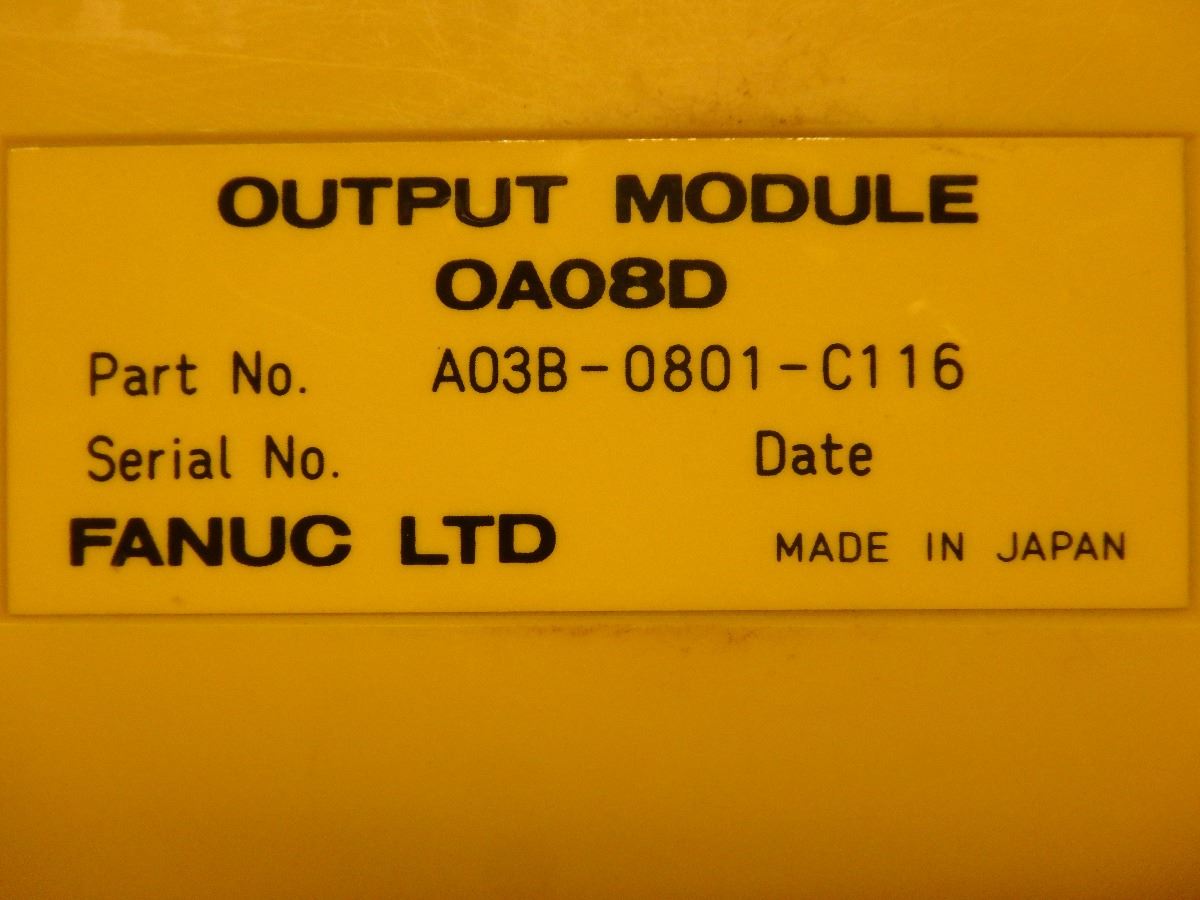 OUTPUT MODULE
OA08D
Part No. A03B-0801-C116
Serial No. Date
FANUC LTD MADE IN JAPAN